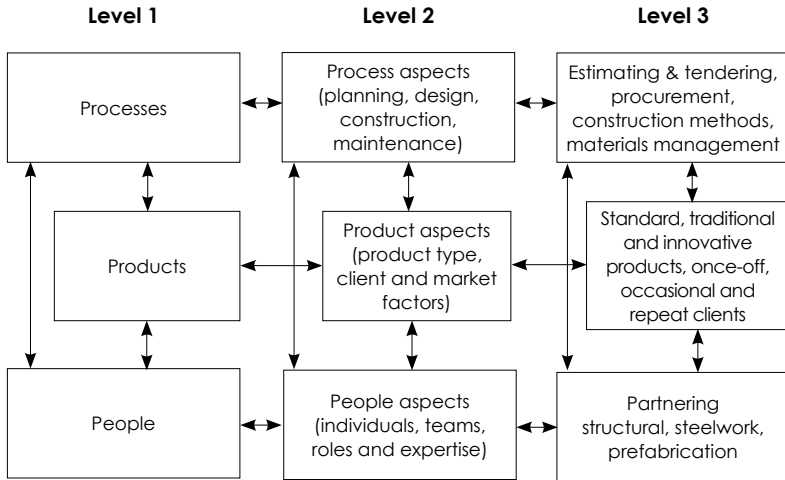 Level 1
Level 2
Level 3
Processes
Process aspects
(planning, design,
construction,
maintenance)
Estimating & tendering,
procurement,
construction methods,
materials management
Products
Product aspects
(product type,
client and market
factors)
Standard, traditional
and innovative
products, once-off,
occasional and
repeat clients
People
People aspects
(individuals, teams,
roles and expertise)
Partnering
structural, steelwork,
prefabrication